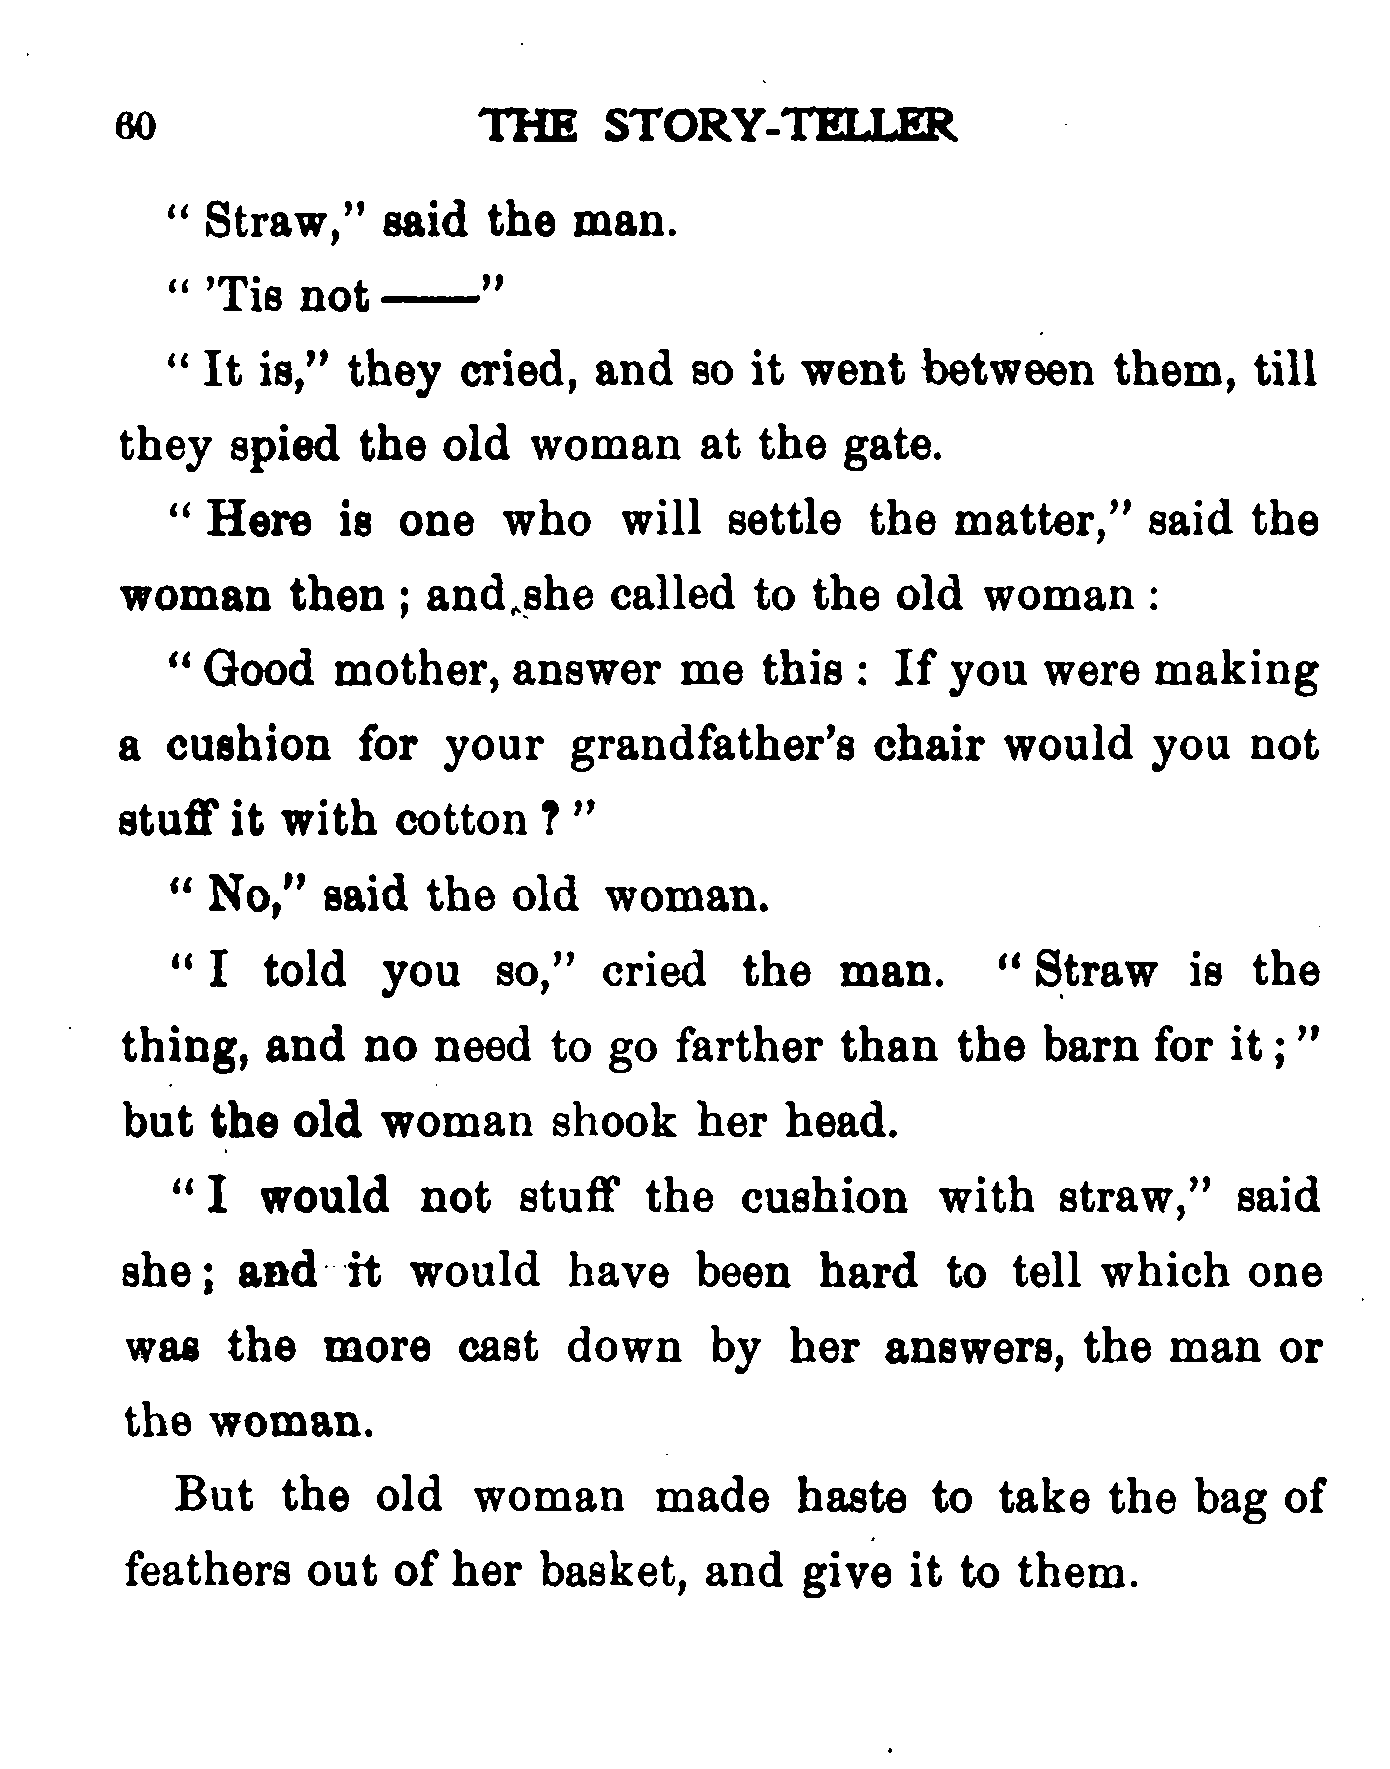 60 THE STORY-TELLER
" Straw," said the man.
" 'Tis not ——"
" It is," they cried, and so it went between them, till
they spied the old woman at the gate.
" Here is one who will settle the matter," said the
woman then ; and she called to the old woman :
" Good mother, answer me this : If you were making
a cushion for your grandfather's chair would you not
stuff it with cotton ? "
" No," said the old woman.
" I told you so," cried the man. " Straw is the
thing, and no need to go farther than the barn for it ; "
but the old woman shook her head.
" I would not stuff the cushion with straw," said
she ; and it would have been hard to tell which one
was the more cast down by her answers, the man or
the woman.
But the old woman made haste to take the bag of
feathers out of her basket, and give it to them.